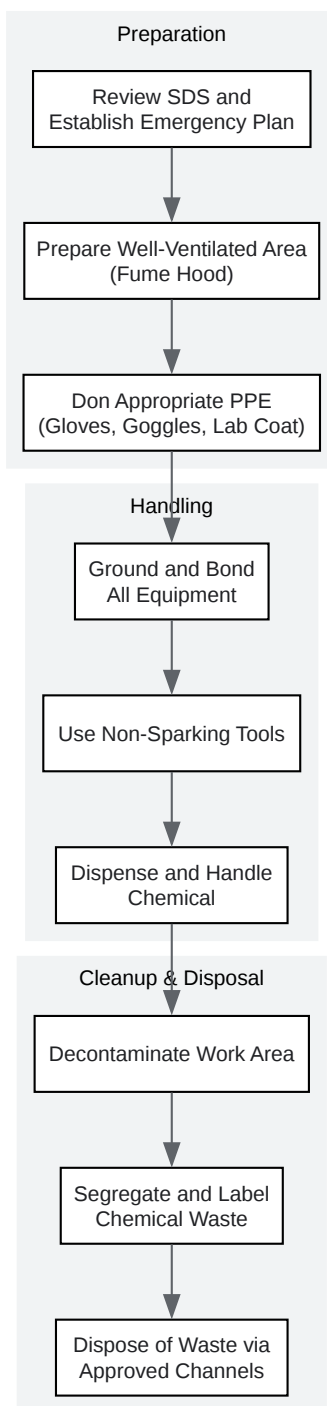 Preparation
Review SDS and
Establish Emergency Plan
Prepare Well-Ventilated Area
(Fume Hood)
Don Appropriate PPE
(Gloves, Goggles, Lab Coat)
Handling
Ground and Bond
All Equipment
Use Non-Sparking Tools
Dispense and Handle
Chemical
Cleanup & Disposal
Decontaminate Work Area
Segregate and Label
Chemical Waste
Dispose of Waste via
Approved Channels